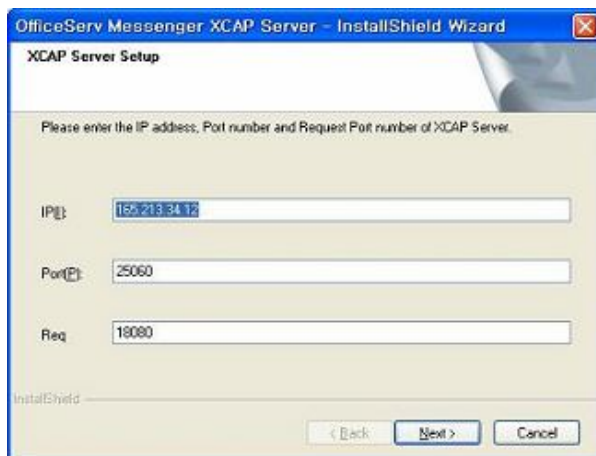 OfficeServ Messenger XCAP Server - InstallShield Wizard
XCAP Server Setup
Please enter the IP address, Port number and Request Port number of XCAP Server.
IP(I): 165.213.34.12
Port(P): 25060
Req 18080
InstallShield
< Back Next > Cancel